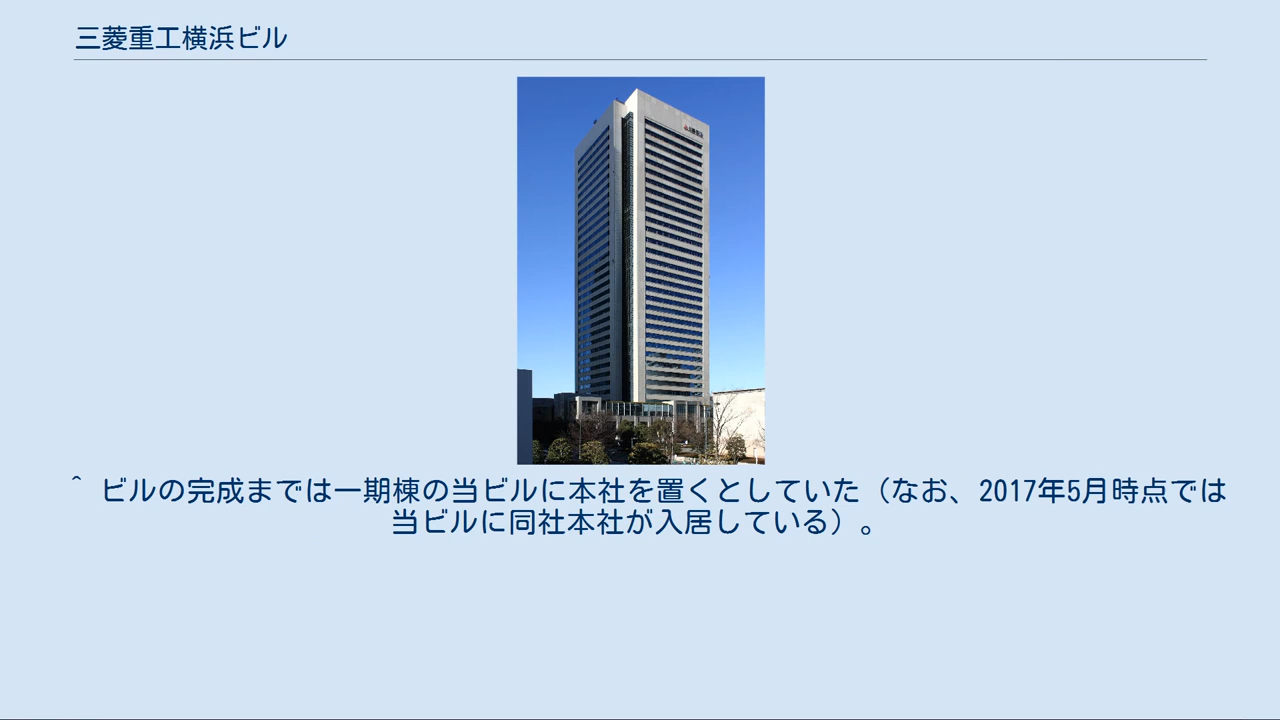 三菱重工横浜ビル
^ ビルの完成までは一期棟の当ビルに本社を置くとしていた（なお、2017年5月時点では
当ビルに同社本社が入居している）。